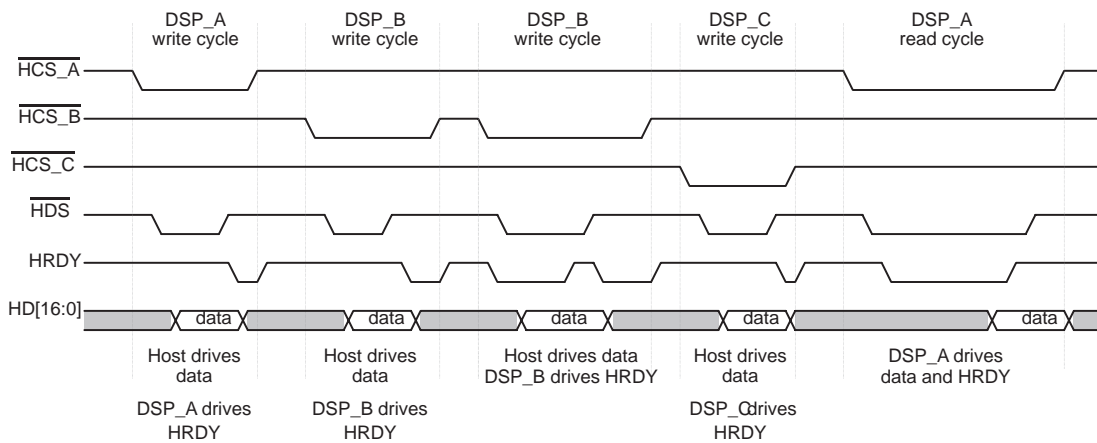 DSP_A DSP_B DSP_B DSP_C DSP_A
write cycle write cycle write cycle write cycle read cycle
HCS_A
HCS_B
HCS_C
HDS
HRDY
HD[16:0] data data data data data
Host drives Host drives Host drives data Host drives DSP_A drives
data data DSP_B drives HRDY data data and HRDY
DSP_A drives DSP_B drives DSP_Cdrives
HRDY HRDY HRDY